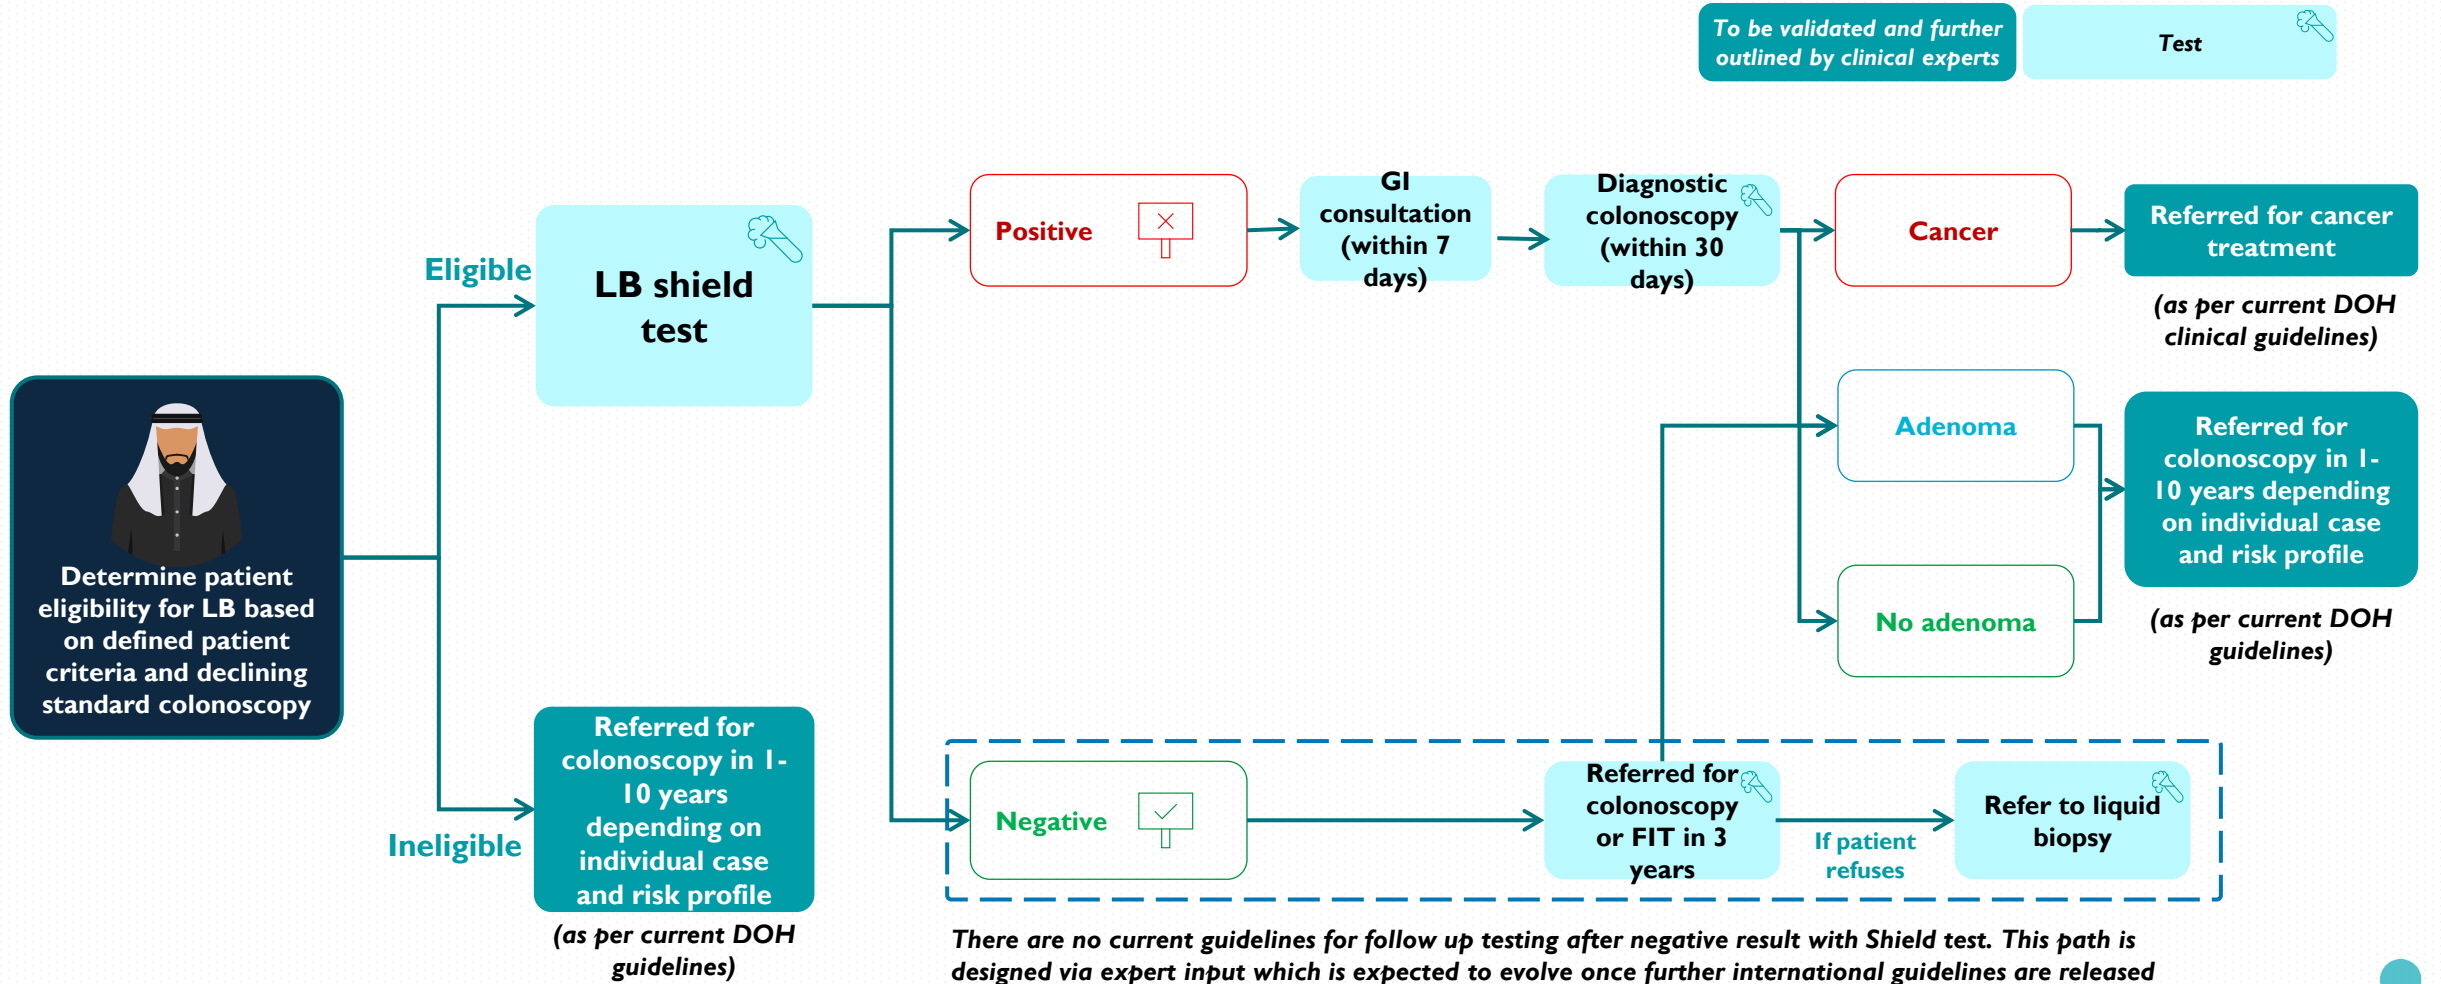 To be validated and further
outlined by clinical experts
Test
Determine patient
eligibility for LB based
on defined patient
criteria and declining
standard colonoscopy
Eligible
LB shield
test
Ineligible
Referred for
colonoscopy in 1-
10 years
depending on
individual case
and risk profile
(as per current DOH
guidelines)
Positive
GI
consultation
(within 7
days)
Diagnostic
colonoscopy
(within 30
days)
Cancer
Referred for cancer
treatment
(as per current DOH
clinical guidelines)
Adenoma
No adenoma
Referred for
colonoscopy in 1-
10 years depending
on individual case
and risk profile
(as per current DOH
guidelines)
Negative
Referred for
colonoscopy
or FIT in 3
years
If patient
refuses
Refer to liquid
biopsy
There are no current guidelines for follow up testing after negative result with Shield test. This path is
designed via expert input which is expected to evolve once further international guidelines are released